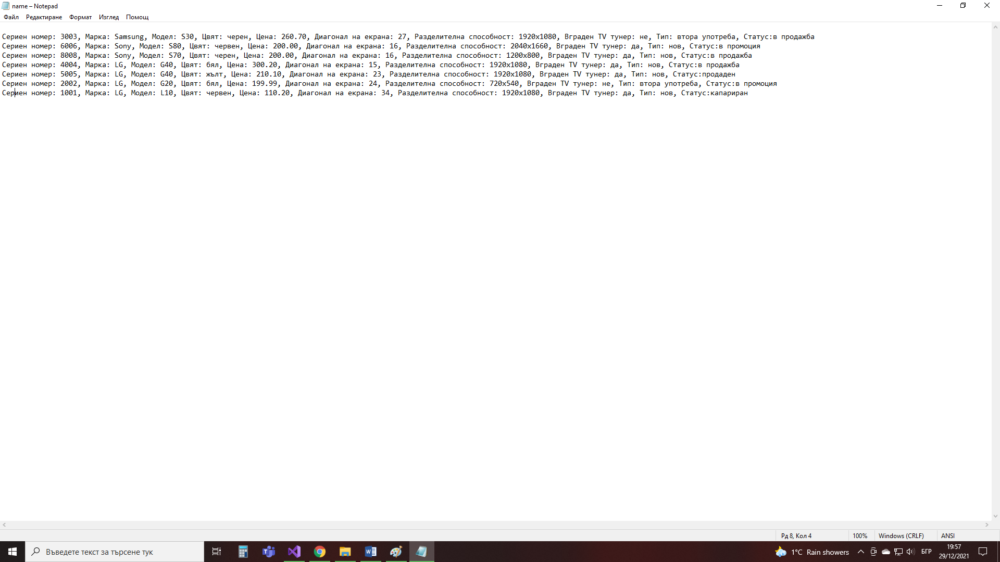 name – Notepad
Файл Редактиране Формат Изглед Помощ
Сериен номер: 3003, Марка: Samsung, Модел: S30, Цвят: черен, Цена: 260.70, Диагонал на екрана: 27, Разделителна способност: 1920x1080, Вграден TV тунер: не, Тип: втора употреба, Статус:в продажба
Сериен номер: 6006, Марка: Sony, Модел: S80, Цвят: червен, Цена: 200.00, Диагонал на екрана: 16, Разделителна способност: 2040x1660, Вграден TV тунер: да, Тип: нов, Статус:в промоция
Сериен номер: 8008, Марка: Sony, Модел: S70, Цвят: черен, Цена: 200.00, Диагонал на екрана: 16, Разделителна способност: 1200x800, Вграден TV тунер: да, Тип: нов, Статус:в продажба
Сериен номер: 4004, Марка: LG, Модел: G40, Цвят: бял, Цена: 300.20, Диагонал на екрана: 15, Разделителна способност: 1920x1080, Вграден TV тунер: да, Тип: нов, Статус:в продажба
Сериен номер: 5005, Марка: LG, Модел: G40, Цвят: жълт, Цена: 210.10, Диагонал на екрана: 23, Разделителна способност: 1920x1080, Вграден TV тунер: да, Тип: нов, Статус:продаден
Сериен номер: 2002, Марка: LG, Модел: G20, Цвят: бял, Цена: 199.99, Диагонал на екрана: 24, Разделителна способност: 720x540, Вграден TV тунер: не, Тип: втора употреба, Статус:в промоция
Сериен номер: 1001, Марка: LG, Модел: L10, Цвят: червен, Цена: 110.20, Диагонал на екрана: 34, Разделителна способност: 1920x1080, Вграден TV тунер: да, Тип: нов, Статус:капариран
Рд 8, Кол 4 100% Windows (CRLF) ANSI
Въведете текст за търсене тук 1°C Rain showers БГР 19:57
29/12/2021